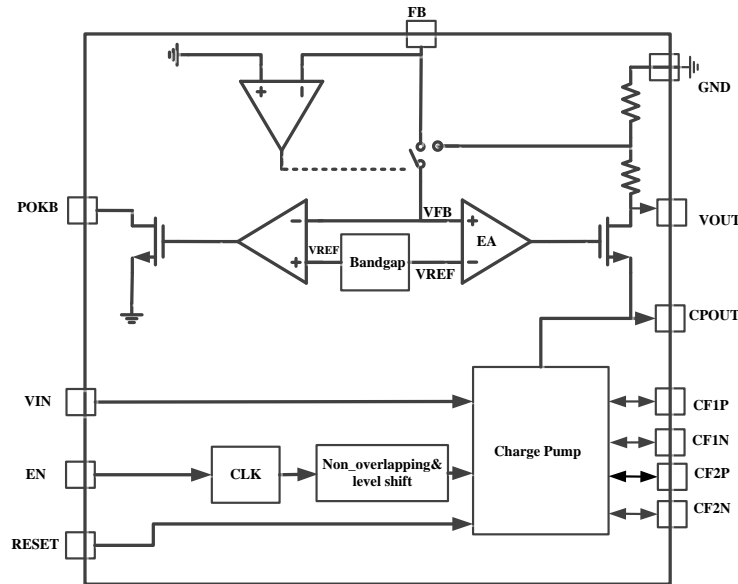 FB
GND
+
−
POKB
VOUT
−
VFB
+
EA
VREF
+
Bandgap
VREF
−
CPOUT
VIN
CF1P
CF1N
EN
CLK
Non_overlapping&
level shift
Charge Pump
CF2P
CF2N
RESET